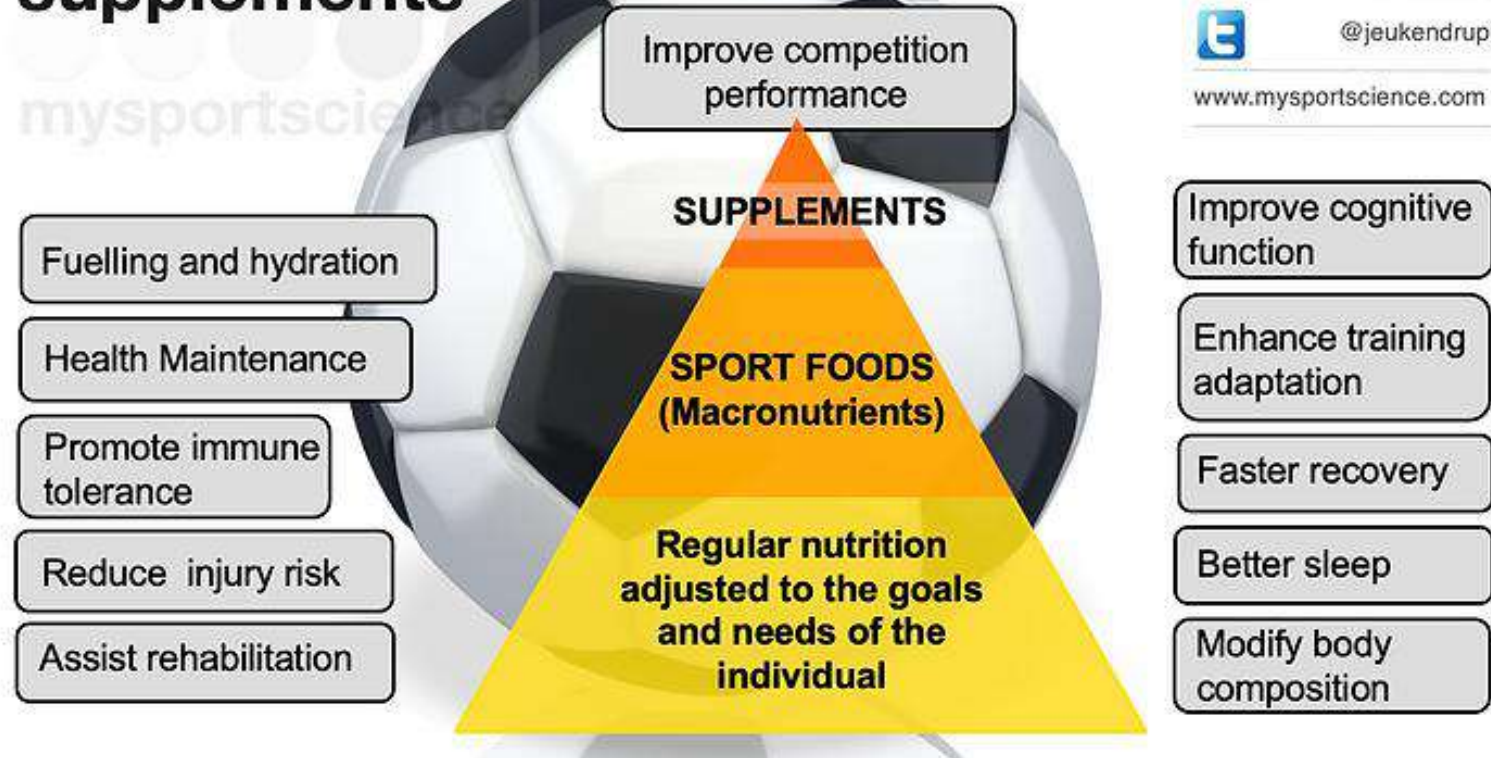 supplements
mysportscience
@jeukendrup
www.mysportscience.com
Improve competition
performance
SUPPLEMENTS
SPORT FOODS
(Macronutrients)
Regular nutrition
adjusted to the goals
and needs of the
individual
Fuelling and hydration
Health Maintenance
Promote immune
tolerance
Reduce injury risk
Assist rehabilitation
Improve cognitive
function
Enhance training
adaptation
Faster recovery
Better sleep
Modify body
composition